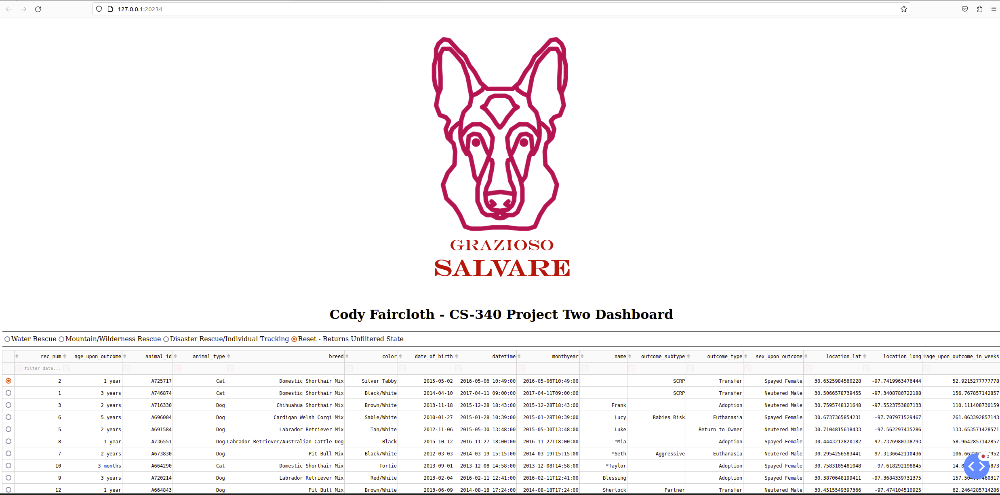 127.0.0.1:20234
GRAZIOSO
SALVARE
Cody Faircloth - CS-340 Project Two Dashboard
Water Rescue Mountain/Wilderness Rescue Disaster Rescue/Individual Tracking Reset - Returns Unfiltered State
rec_num age_upon_outcome animal_id animal_type breed color date_of_birth datetime monthyear name outcome_subtype outcome_type sex_upon_outcome location_lat location_long age_upon_outcome_in_weeks
Aa filter data... Aa Aa Aa Aa Aa Aa Aa Aa Aa Aa Aa Aa Aa Aa Aa
2 1 year A725717 Cat Domestic Shorthair Mix Silver Tabby 2015-05-02 2016-05-06 10:49:00 2016-05-06T10:49:00 SCRP Transfer Spayed Female 30.6525984560228 -97.7419963476444 52.9215277777778
1 3 years A746874 Cat Domestic Shorthair Mix Black/White 2014-04-10 2017-04-11 09:00:00 2017-04-11T09:00:00 SCRP Transfer Neutered Male 30.5066578739455 -97.3408780722188 156.767857142857
3 2 years A716330 Dog Chihuahua Shorthair Mix Brown/White 2013-11-18 2015-12-28 18:43:00 2015-12-28T18:43:00 Frank Adoption Neutered Male 30.7595748121648 -97.5523753807133 110.111408730159
6 5 years A696004 Dog Cardigan Welsh Corgi Mix Sable/White 2010-01-27 2015-01-28 10:39:00 2015-01-28T10:39:00 Lucy Rabies Risk Euthanasia Spayed Female 30.6737365854231 -97.707971529467 261.063392857143
5 2 years A691584 Dog Labrador Retriever Mix Tan/White 2012-11-06 2015-05-30 13:48:00 2015-05-30T13:48:00 Luke Return to Owner Neutered Male 30.7104815618433 -97.562297435286 133.653571428571
8 1 year A736551 Dog Labrador Retriever/Australian Cattle Dog Black 2015-10-12 2016-11-27 18:00:00 2016-11-27T18:00:00 *Mia Adoption Spayed Female 30.4443212820182 -97.7326980338793 58.9642857142857
7 2 years A673830 Dog Pit Bull Mix Black/White 2012-03-03 2014-03-19 15:15:00 2014-03-19T15:15:00 *Seth Aggressive Euthanasia Neutered Male 30.2954256583441 -97.3136642110436
2
10 3 months A664290 Cat Domestic Shorthair Mix Tortie 2013-09-01 2013-12-08 14:58:00 2013-12-08T14:58:00 *Taylor Adoption Spayed Female 30.7583105481048 -97.618292198845
9 3 years A720214 Dog Labrador Retriever Mix Red/White 2013-02-04 2016-02-11 12:41:00 2016-02-11T12:41:00 Blessing Adoption Spayed Female 30.3870648199411 -97.3684339731375
12 1 year A664843 Dog Pit Bull Mix Brown/White 2013-06-09 2014-08-18 17:24:00 2014-08-18T17:24:00 Sherlock Partner Transfer Neutered Male 30.4515549397366 -97.474104510925 62.2464285714286